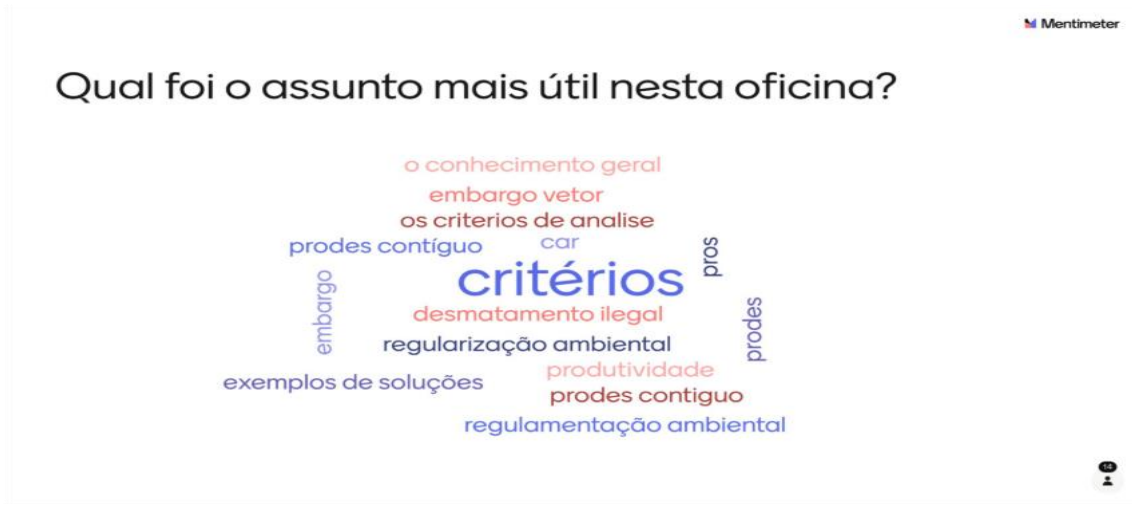 Mentimeter
Qual foi o assunto mais útil nesta oficina?
o conhecimento geral
embargo vetor
os criterios de analise
prodes contíguo
car
pros
critérios
embargo
desmatamento ilegal
prodes
regularização ambiental
produtividade
exemplos de soluções
prodes contiguo
regulamentação ambiental
14